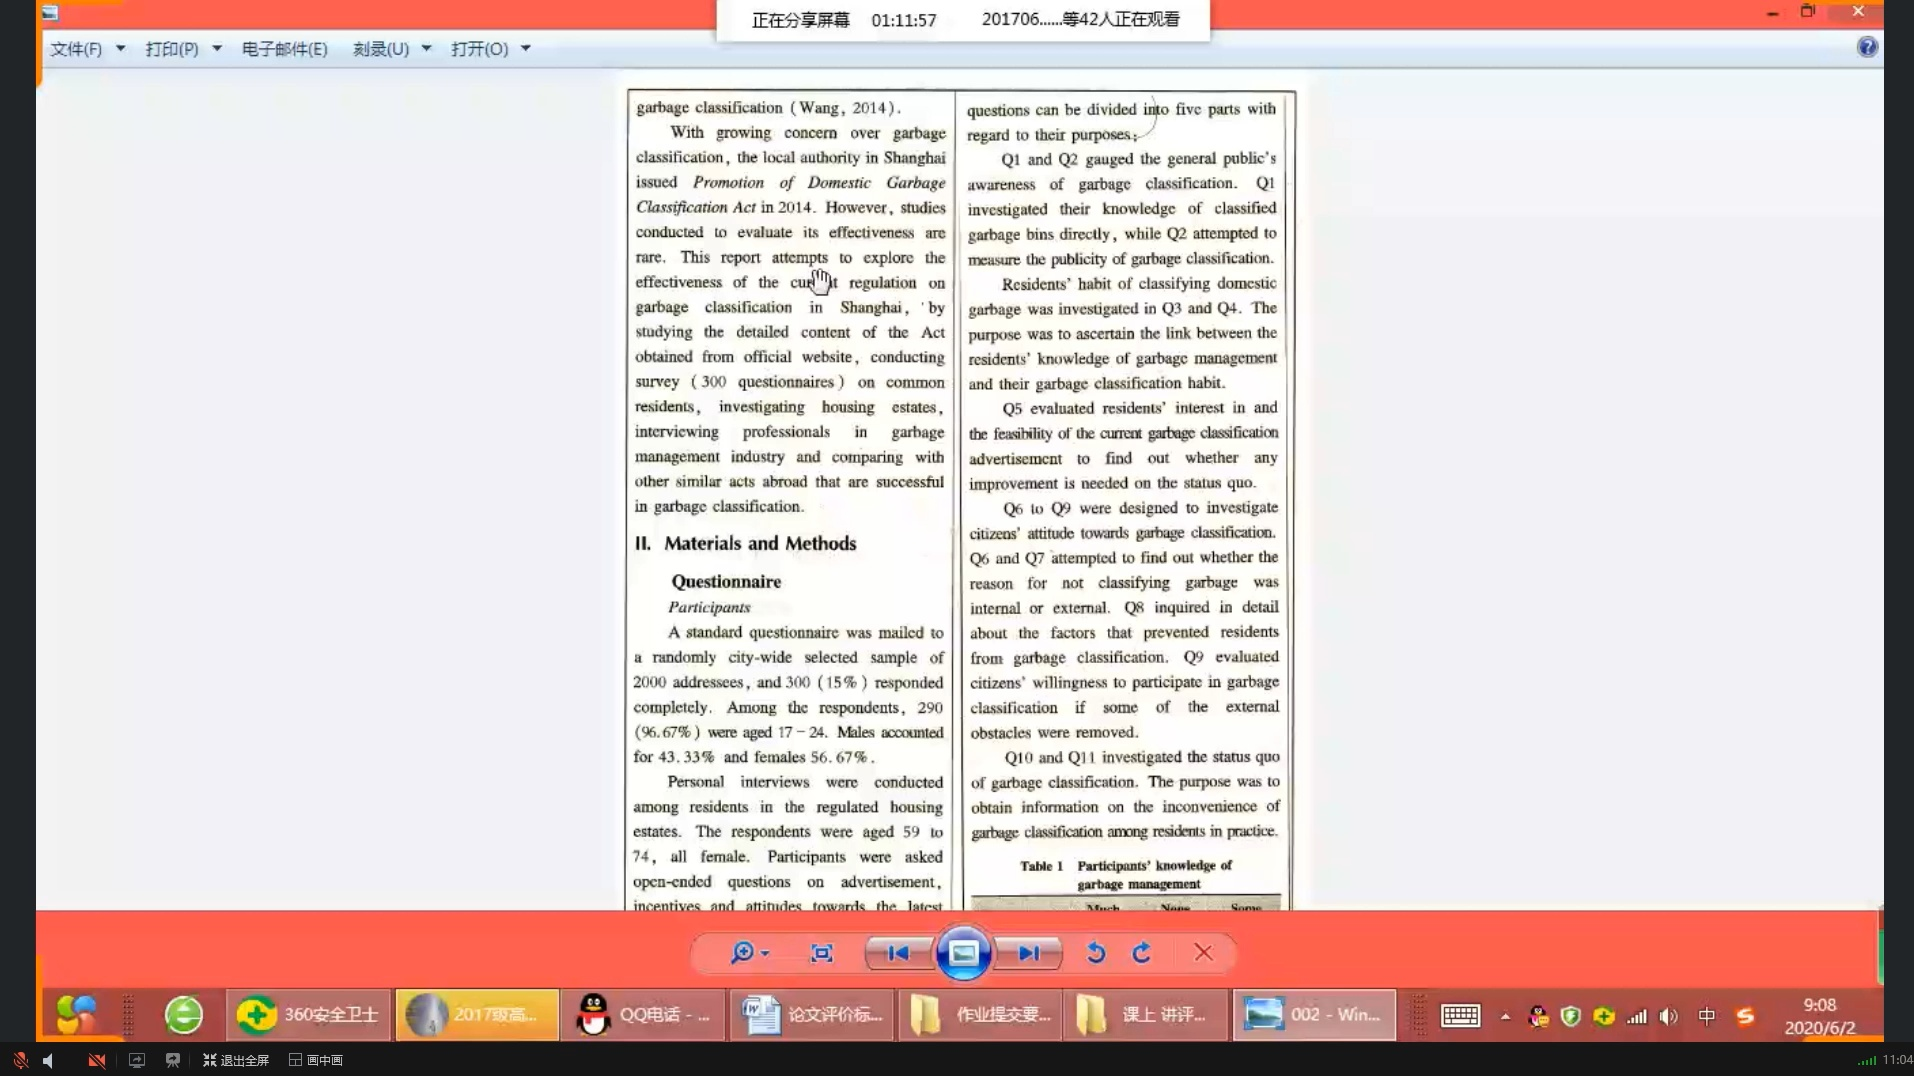 正在分享屏幕 01:11:57 201706......等42人正在观看
文件(F) 打印(P) 电子邮件(E) 刻录(U) 打开(O)
garbage classification (Wang, 2014).
With growing concern over garbage
classification, the local authority in Shanghai
issued Promotion of Domestic Garbage
Classification Act in 2014. However, studies
conducted to evaluate its effectiveness are
rare. This report attempts to explore the
effectiveness of the regulation on
garbage classification in Shanghai, by
studying the detailed content of the Act
obtained from official website, conducting
survey (300 questionnaires) on common
residents, investigating housing estates,
interviewing professionals in garbage
management industry and comparing with
other similar acts abroad that are successful
in garbage classification.
II. Materials and Methods
Questionnaire
Participants
A standard questionnaire was mailed to
a randomly city-wide selected sample of
2000 addressees, and 300 (15%) responded
completely. Among the respondents, 290
(96.67%) were aged 17-24. Males accounted
for 43.33% and females 56.67%.
Personal interviews were conducted
among residents in the regulated housing
estates. The respondents were aged 59 to
74, all female. Participants were asked
open-ended questions on advertisement,
incentives and attitudes towards the latest
questions can be divided into five parts with
regard to their purposes:
Q1 and Q2 gauged the general public's
awareness of garbage classification. Q1
investigated their knowledge of classified
garbage bins directly, while Q2 attempted to
measure the publicity of garbage classification.
Residents' habit of classifying domestic
garbage was investigated in Q3 and Q4. The
purpose was to ascertain the link between the
residents' knowledge of garbage management
and their garbage classification habit.
Q5 evaluated residents' interest in and
the feasibility of the current garbage classification
advertisement to find out whether any
improvement is needed on the status quo.
Q6 to Q9 were designed to investigate
citizens' attitude towards garbage classification.
Q6 and Q7 attempted to find out whether the
reason for not classifying garbage was
internal or external. Q8 inquired in detail
about the factors that prevented residents
from garbage classification. Q9 evaluated
citizens' willingness to participate in garbage
classification if some of the external
obstacles were removed.
Q10 and Q11 investigated the status quo
of garbage classification. The purpose was to
obtain information on the inconvenience of
garbage classification among residents in practice.
Table 1 Participants' knowledge of
garbage management
Much None Some
360安全卫士 2017级高... QQ电话 - ... 论文评价标... 作业提交要... 课上 讲评... 002 - Win... 中 9:08
2020/6/2
退出全屏 画中画 11:04